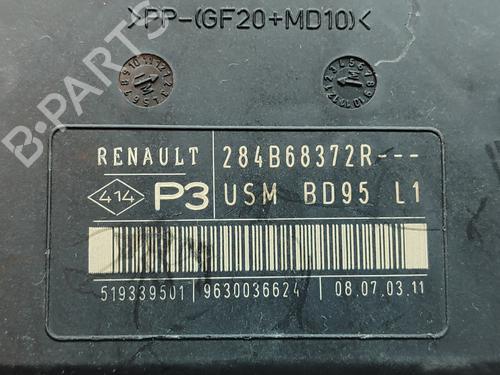 >PP-(GF20+MD10)<
B-PARTS
RENAULT 284B68372R---
414 P3 USM BD95 L1
519339501 9630036624 08.07.03.11